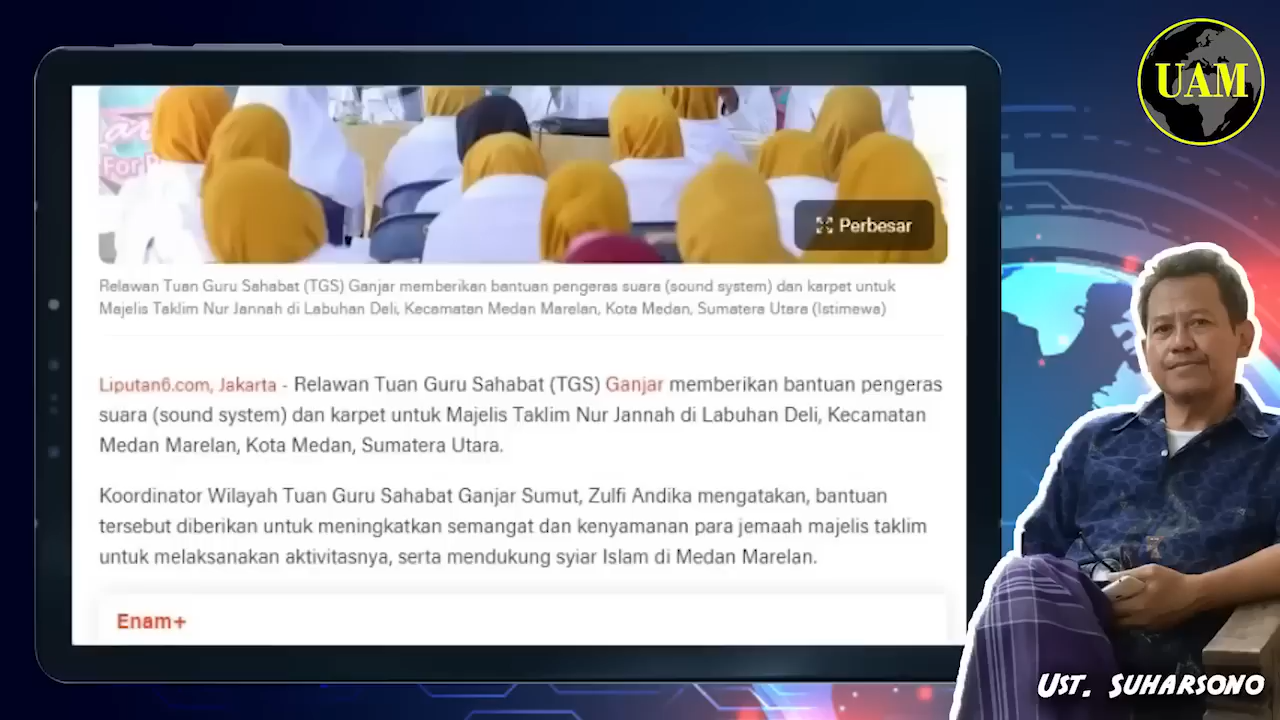 UAM
For P
Perbesar
Relawan Tuan Guru Sahabat (TGS) Ganjar memberikan bantuan pengeras suara (sound system) dan karpet untuk
Majelis Taklim Nur Jannah di Labuhan Deli, Kecamatan Medan Marelan, Kota Medan, Sumatera Utara (Istimewa)
Liputan6.com, Jakarta - Relawan Tuan Guru Sahabat (TGS) Ganjar memberikan bantuan pengeras
suara (sound system) dan karpet untuk Majelis Taklim Nur Jannah di Labuhan Deli, Kecamatan
Medan Marelan, Kota Medan, Sumatera Utara.
Koordinator Wilayah Tuan Guru Sahabat Ganjar Sumut, Zulfi Andika mengatakan, bantuan
tersebut diberikan untuk meningkatkan semangat dan kenyamanan para jemaah majelis taklim
untuk melaksanakan aktivitasnya, serta mendukung syiar Islam di Medan Marelan.
Enam+
Ust. Suharsono